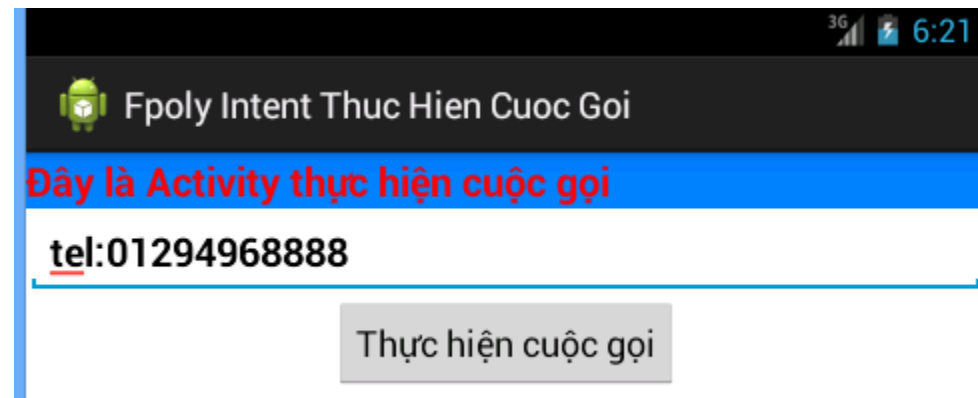 3G 6:21
Fpoly Intent Thuc Hien Cuoc Goi
Đây là Activity thực hiện cuộc gọi
tel:01294968888
Thực hiện cuộc gọi